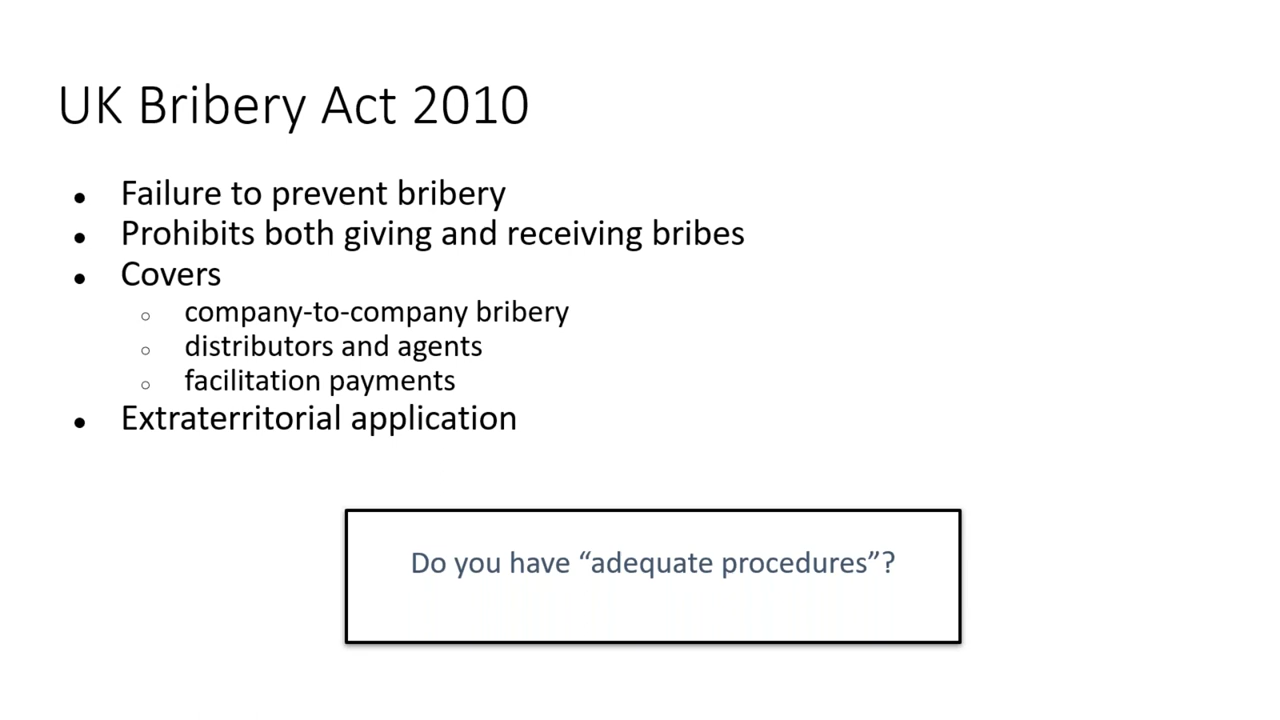 UK Bribery Act 2010
● Failure to prevent bribery
● Prohibits both giving and receiving bribes
● Covers
○ company-to-company bribery
○ distributors and agents
○ facilitation payments
● Extraterritorial application
Do you have “adequate procedures”?